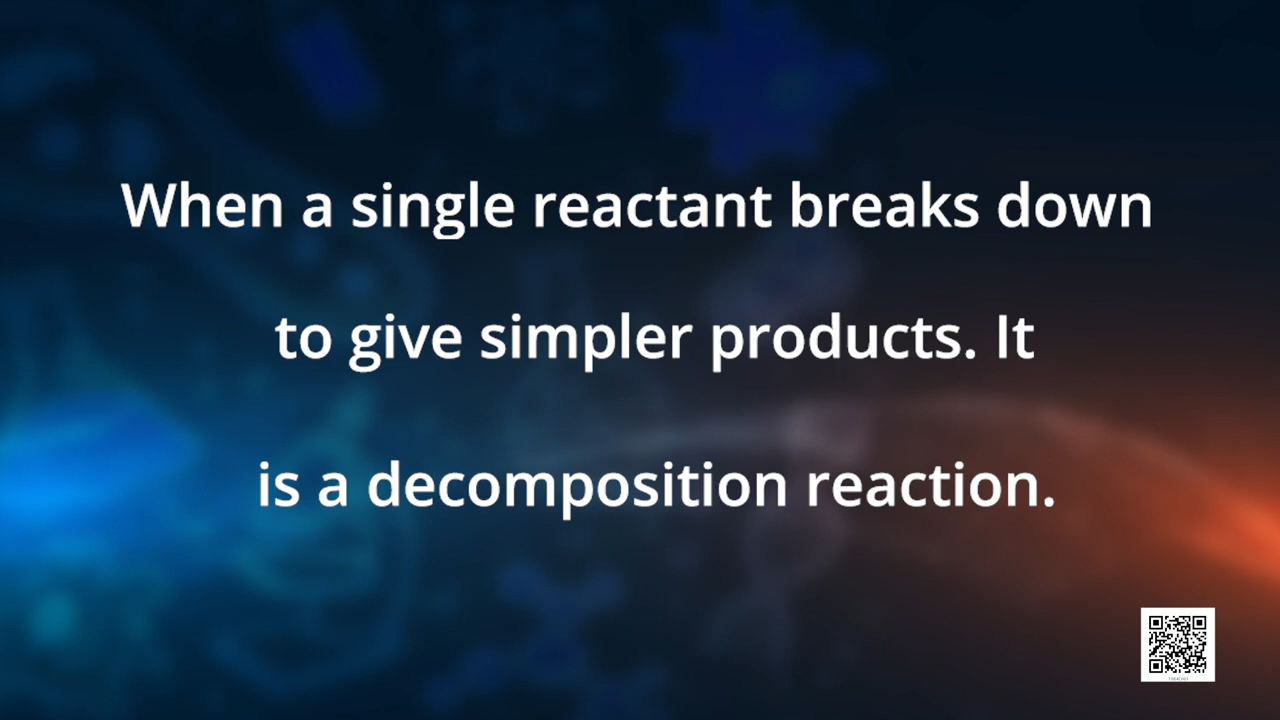 When a single reactant breaks down
to give simpler products. It
is a decomposition reaction.